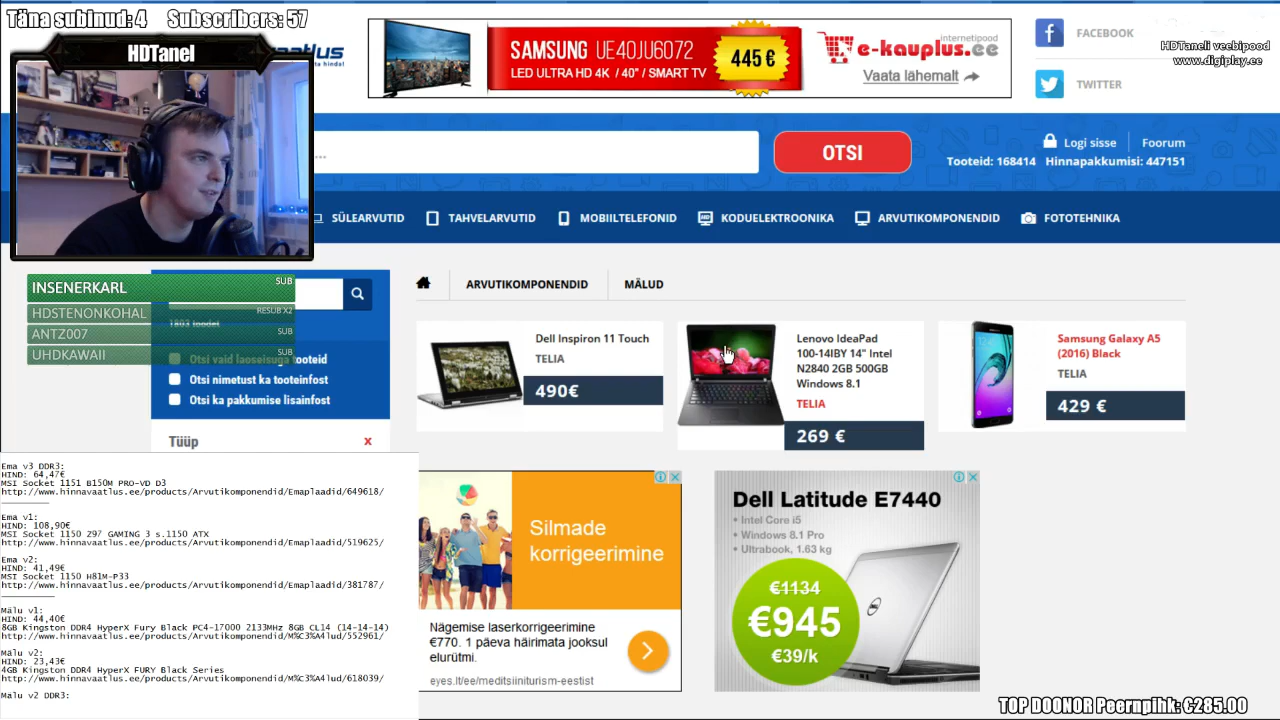 Täna subinud: 4
Subscribers: 57
HDTanel
aatlus
hinda!
SAMSUNG UE40JU6072
LED ULTRA HD 4K / 40" / SMART TV
445 €
internetipood
e-kauplus.ee
Vaata lähemalt
FACEBOOK
TWITTER
HDTaneli veebipood
www.digiplay.ee
...
OTSI
Logi sisse
Foorum
Tooteid: 168414 Hinnapakkumisi: 447151
SÜLEARVUTID
TAHVELARVUTID
MOBIILTELEFONID
KODUELEKTROONIKA
ARVUTIKOMPONENDID
FOTOTEHNIKA
INSENERKARL
SUB
HDSTENONKOHAL
RESUB X2
ANTZ007
SUB
UHDKAWAII
SUB
1803 toodet
Otsi vaid laoseisuga tooteid
Otsi nimetust ka tooteinfost
Otsi ka pakkumise lisainfost
Tüüp
x
ARVUTIKOMPONENDID
MÄLUD
Dell Inspiron 11 Touch
TELIA
490€
Lenovo IdeaPad
100-14IBY 14" Intel
N2840 2GB 500GB
Windows 8.1
TELIA
269 €
Samsung Galaxy A5
(2016) Black
TELIA
429 €
Ema v3 DDR3:
HIND: 64,47€
MSI Socket 1151 B150M PRO-VD D3
http://www.hinnavaatlus.ee/products/Arvutikomponendid/Emaplaadid/649618/
Ema v1:
HIND: 108,90€
MSI Socket 1150 Z97 GAMING 3 s.1150 ATX
http://www.hinnavaatlus.ee/products/Arvutikomponendid/Emaplaadid/519625/
Ema v2:
HIND: 41,49€
MSI Socket 1150 H81M-P33
http://www.hinnavaatlus.ee/products/Arvutikomponendid/Emaplaadid/381787/
Mälu v1:
HIND: 44,40€
8GB Kingston DDR4 HyperX Fury Black PC4-17000 2133MHz 8GB CL14 (14-14-14)
http://www.hinnavaatlus.ee/products/Arvutikomponendid/M%C3%A4lud/552961/
Mälu v2:
HIND: 23,43€
4GB Kingston DDR4 HyperX FURY Black Series
http://www.hinnavaatlus.ee/products/Arvutikomponendid/M%C3%A4lud/618039/
Mälu v2 DDR3:
Silmade
korrigeerimine
Nägemise laserkorrigeerimine
€770. 1 päeva häirimata jooksul
elurütmi.
eyes.lt/ee/meditsiiniturism-eestist
Dell Latitude E7440
• Intel Core i5
• Windows 8.1 Pro
• Ultrabook, 1.63 kg
€1134
€945
€39/k
TOP DOONOR Peernpihk: €285.00